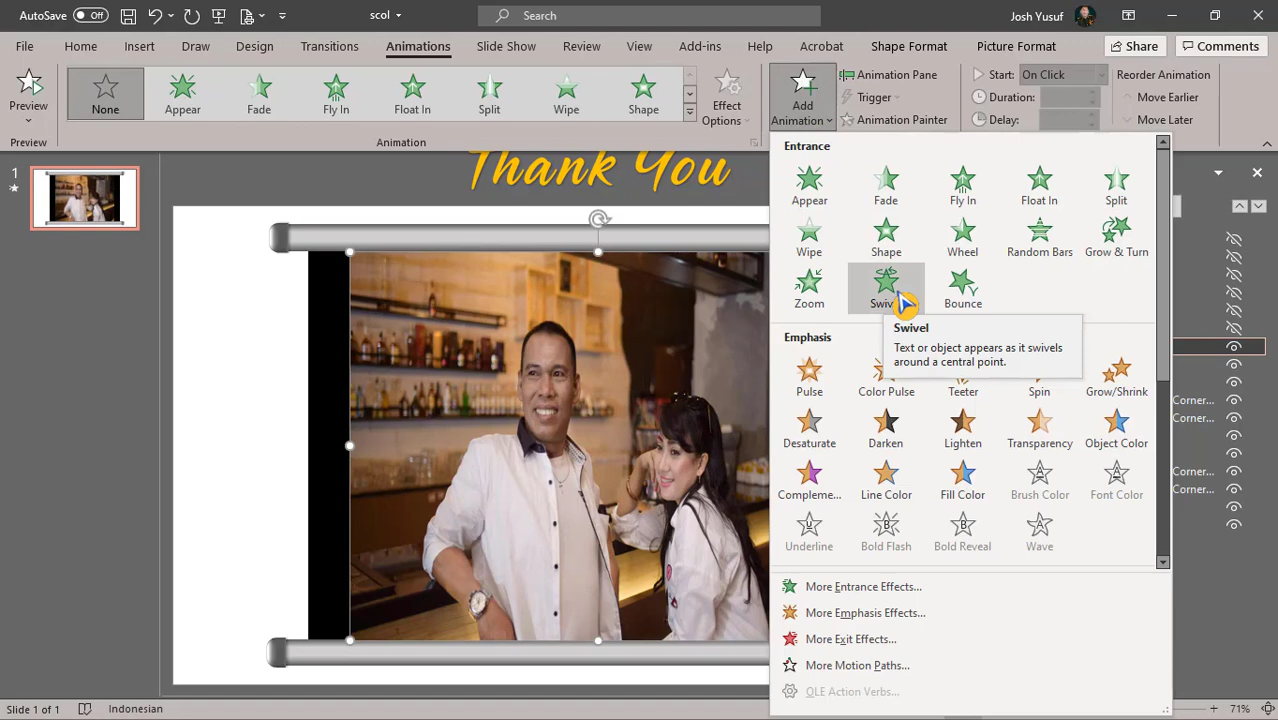 AutoSave Off scol Search Josh Yusuf
File Home Insert Draw Design Transitions Animations Slide Show Review View Add-ins Help Acrobat Shape Format Picture Format Share Comments
Preview
None Appear Fade Fly In Float In Split Wipe Shape
Effect Options
Add Animation
Animation Pane
Trigger
Animation Painter
Start: On Click
Duration:
Delay:
Reorder Animation
Move Earlier
Move Later
Preview Animation
Entrance
Appear Fade Fly In Float In Split
Wipe Shape Wheel Random Bars Grow & Turn
Zoom Swiv Bounce
Swivel
Text or object appears as it swivels
around a central point.
Emphasis
Pulse Color Pulse Teeter Spin Grow/Shrink
Desaturate Darken Lighten Transparency Object Color
Compleme... Line Color Fill Color Brush Color Font Color
Underline Bold Flash Bold Reveal Wave
More Entrance Effects...
More Emphasis Effects...
More Exit Effects...
More Motion Paths...
QLE Action Verbs...
1
Thank You
Corner...
Corner...
Corner...
Corner...
Slide 1 of 1 Indonesian 71%